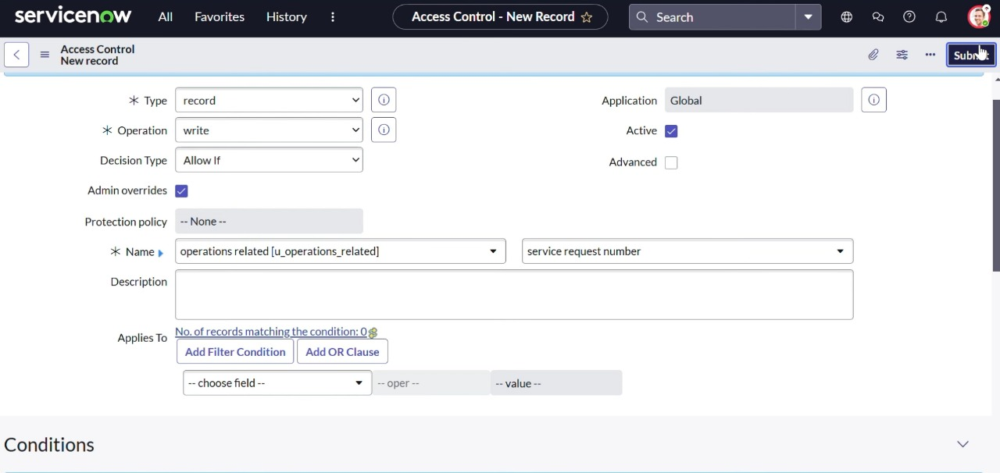 servicenow All Favorites History Access Control - New Record Search
Access Control
New record
Submit
Type record Application Global
Operation write Active
Decision Type Allow If Advanced
Admin overrides
Protection policy -- None --
Name operations related [u_operations_related] service request number
Description
Applies To No. of records matching the condition: 0
Add Filter Condition Add OR Clause
-- choose field -- -- oper -- -- value --
Conditions